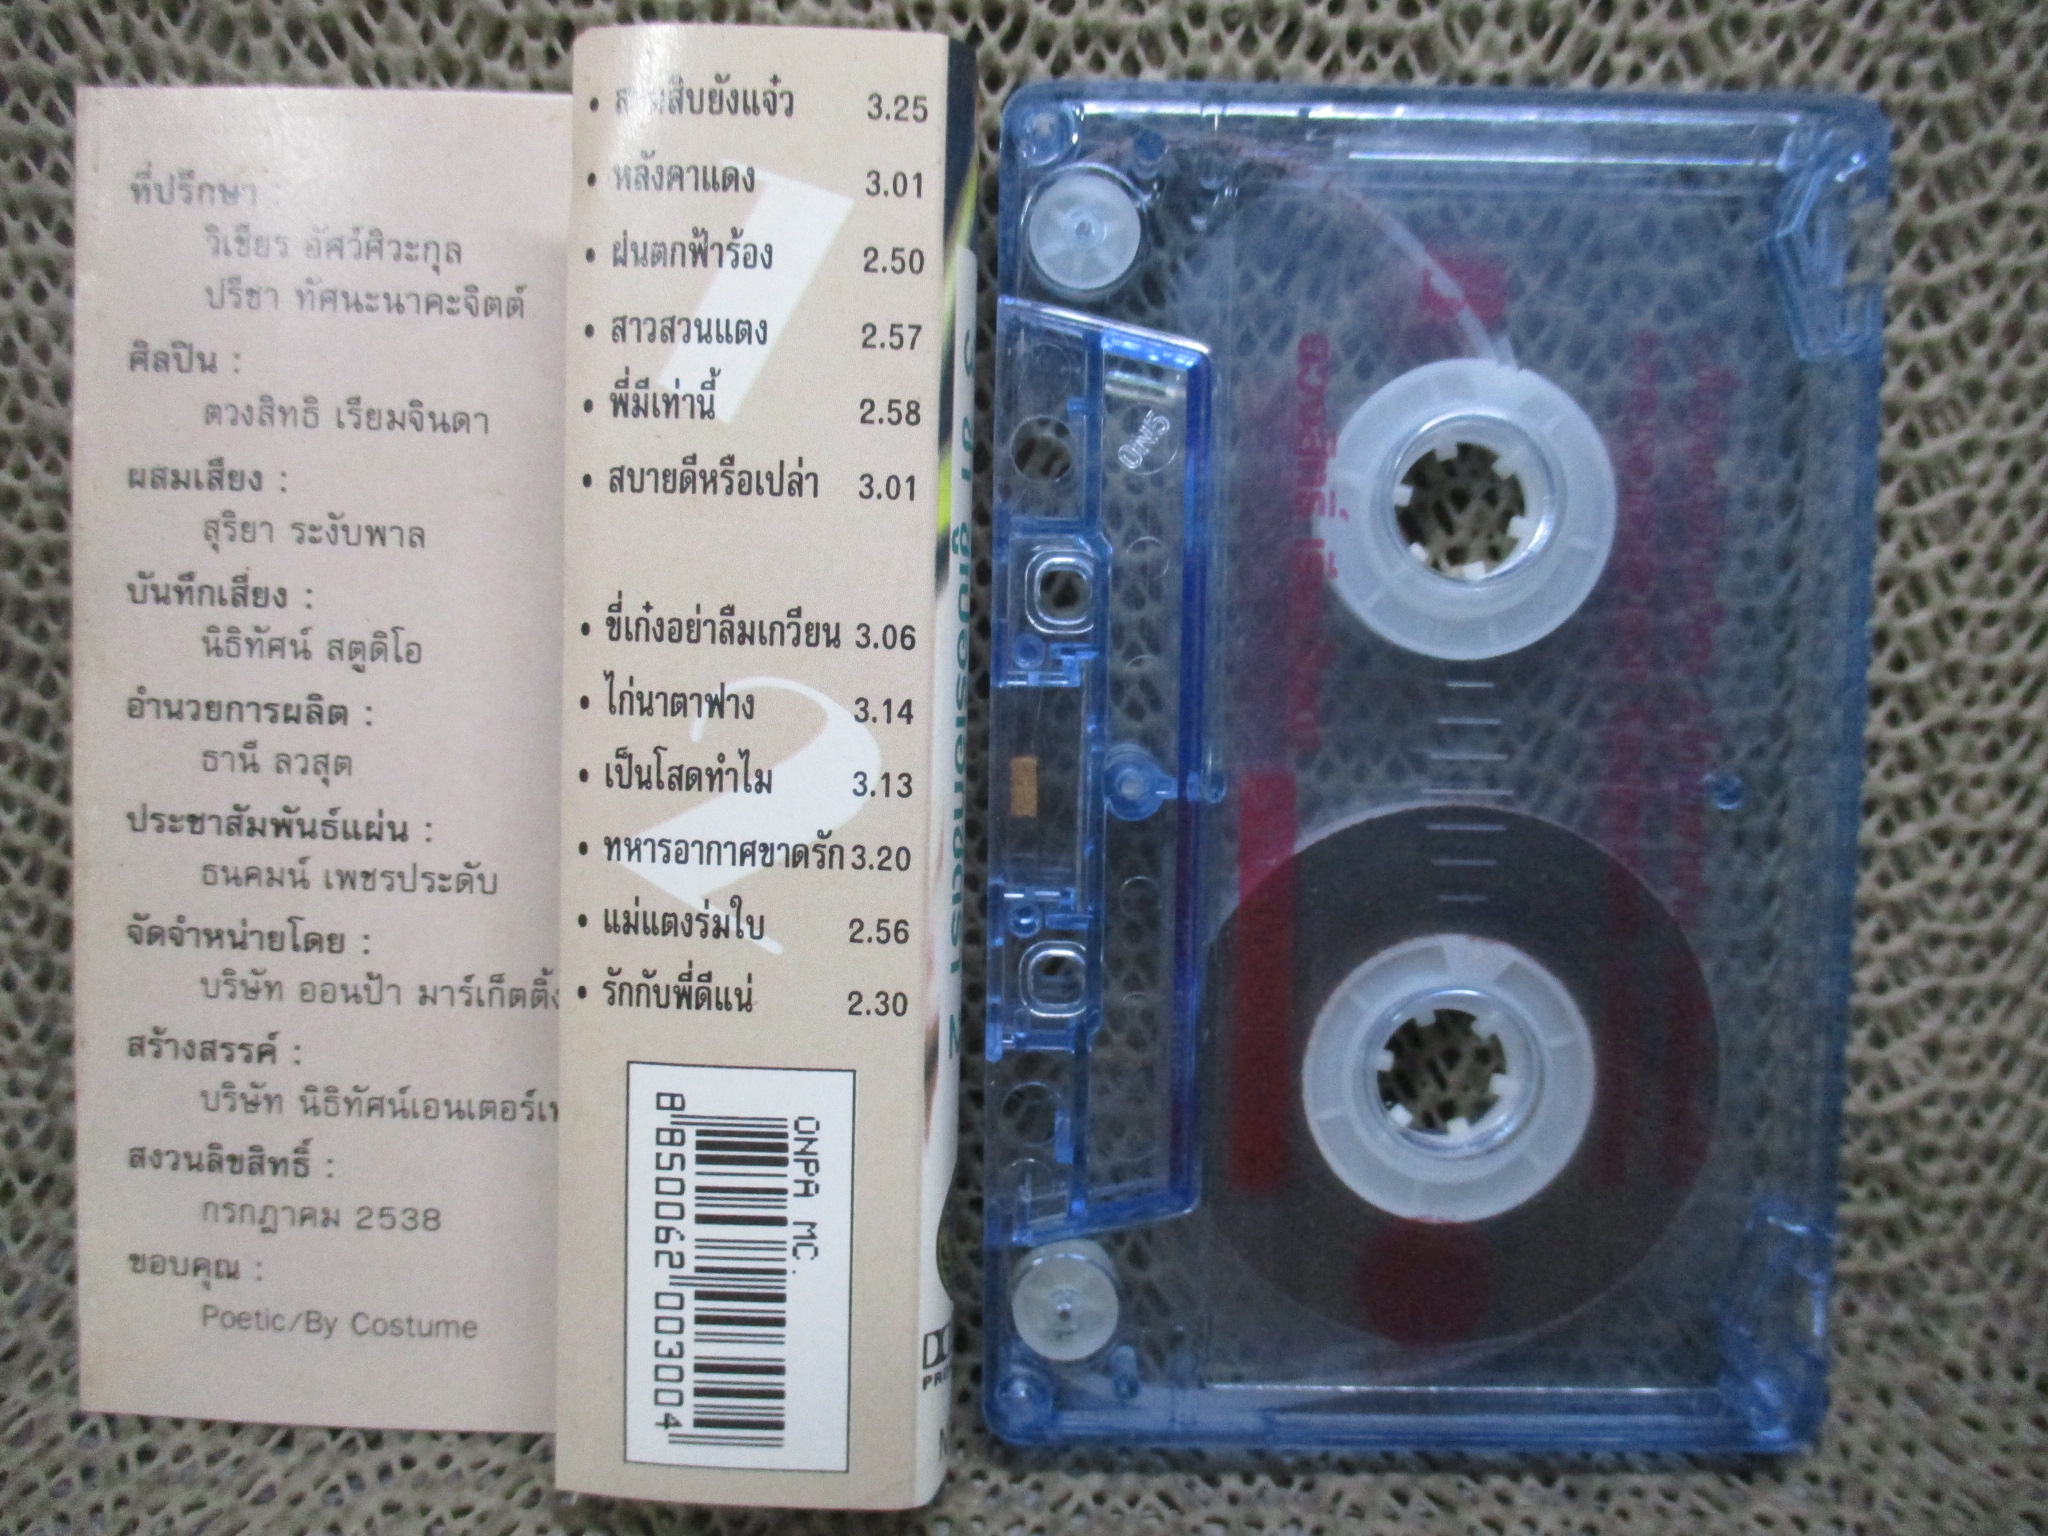 ที่ปรึกษา :
วิเชียร อัศว์ศิวะกุล
ปรีชา ทัศนะนาคะจิตต์
ศิลปิน :
ตวงสิทธิ เรียมจินดา
ผสมเสียง :
สุริยา ระงับพาล
บันทึกเสียง :
นิธิทัศน์ สตูดิโอ
อำนวยการผลิต :
ธานี ลวสุต
ประชาสัมพันธ์แผ่น :
ธนคมน์ เพชรประดับ
จัดจำหน่ายโดย :
บริษัท ออนป้า มาร์เก็ตติ้ง
สร้างสรรค์ :
บริษัท นิธิทัศน์เอนเตอร์เ
สงวนลิขสิทธิ์ :
กรกฎาคม 2538
ขอบคุณ :
Poetic/By Costume
1
• สามสิบยังแจ๋ว 3.25
• หลังคาแดง 3.01
• ฝนตกฟ้าร้อง 2.50
• สาวสวนแตง 2.57
• พี่มีเท่านี้ 2.58
• สบายดีหรือเปล่า 3.01
2
• ขี่เก๋งอย่าลืมเกวียน 3.06
• ไก่นาตาฟาง 3.14
• เป็นโสดทำไม 3.13
• ทหารอากาศขาดรัก 3.20
• แม่แตงร่มใบ 2.56
• รักกับพี่ดีแน่ 2.30
ONPA MC.
8 850062 003004
ONS